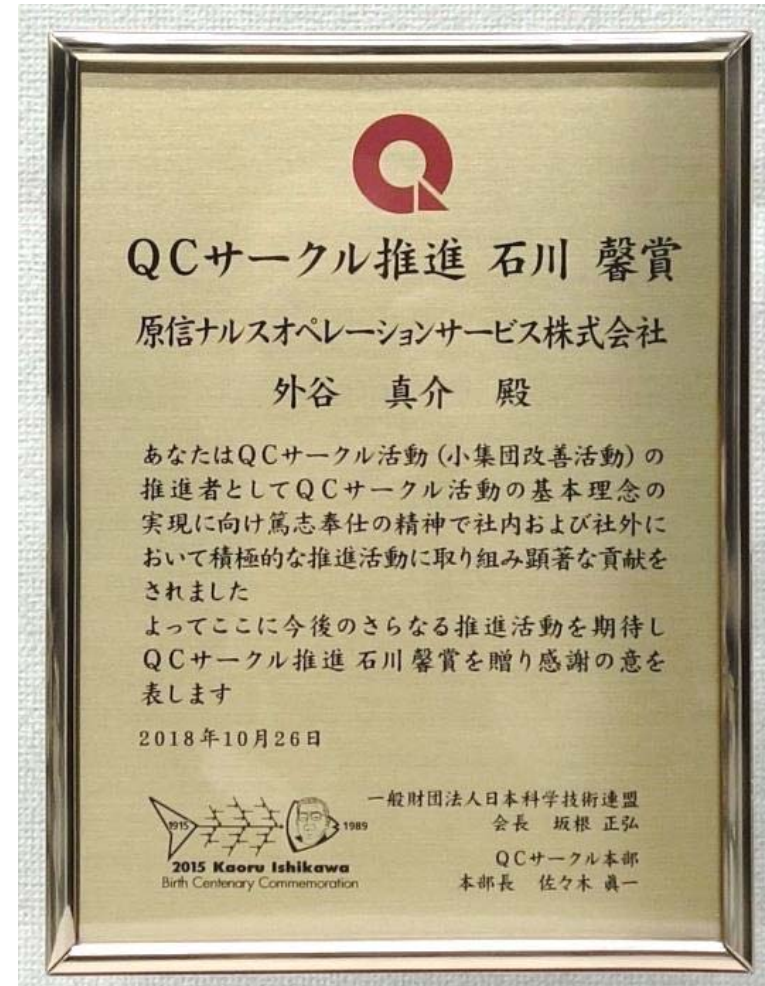 QCサークル推進 石川 馨賞
原信ナルスオペレーションサービス株式会社
外谷 真介 殿
あなたはQCサークル活動(小集団改善活動)の
推進者としてQCサークル活動の基本理念の
実現に向け篤志奉仕の精神で社内および社外に
おいて積極的な推進活動に取り組み顕著な貢献を
されました
よってここに今後のさらなる推進活動を期待し
QCサークル推進 石川 馨賞を贈り感謝の意を
表します
2018年10月26日
一般財団法人日本科学技術連盟
会長 坂根 正弘
QCサークル本部
本部長 佐々木 眞一
1915
1989
2015 Kaoru Ishikawa
Birth Centenary Commemoration